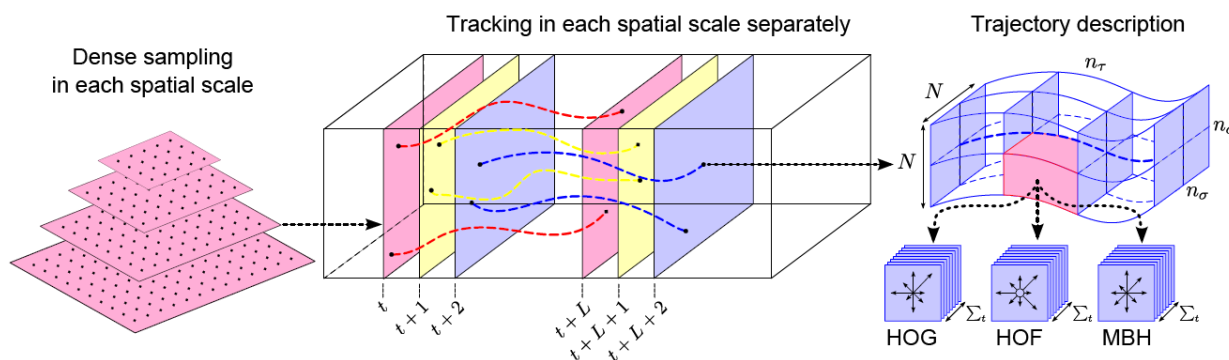 Dense sampling
in each spatial scale
Tracking in each spatial scale separately
t
t + 1
t + 2
t + L
t + L + 1
t + L + 2
Trajectory description
N
N
n_τ
n_σ
n_σ
Σ_t
Σ_t
Σ_t
HOG
HOF
MBH